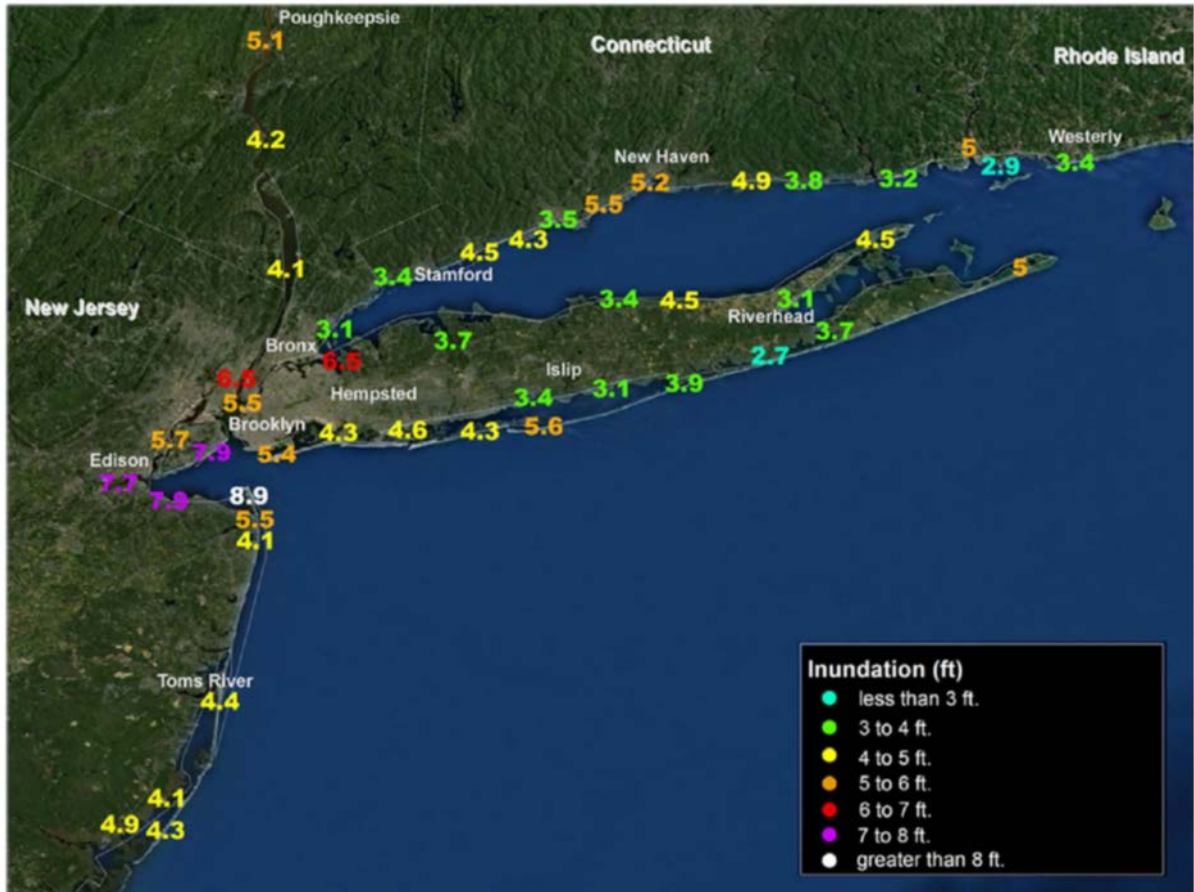 Poughkeepsie
5.1
Connecticut
Rhode Island
4.2
Westerly
5
2.9
3.4
New Haven
5.2
4.9
3.8
3.2
5.5
3.5
4.3
4.5
4.5
4.1
3.4
Stamford
5
New Jersey
3.4
4.5
3.1
Riverhead
3.1
3.7
3.7
Bronx
6.5
2.7
6.5
Islip
Hempsted
3.4
3.1
3.9
5.5
Brooklyn
4.3
4.6
4.3
5.6
5.7
7.9
5.4
Edison
7.7
7.9
8.9
5.5
4.1
Toms River
4.4
4.1
4.9
4.3
Inundation (ft)
less than 3 ft.
3 to 4 ft.
4 to 5 ft.
5 to 6 ft.
6 to 7 ft.
7 to 8 ft.
greater than 8 ft.